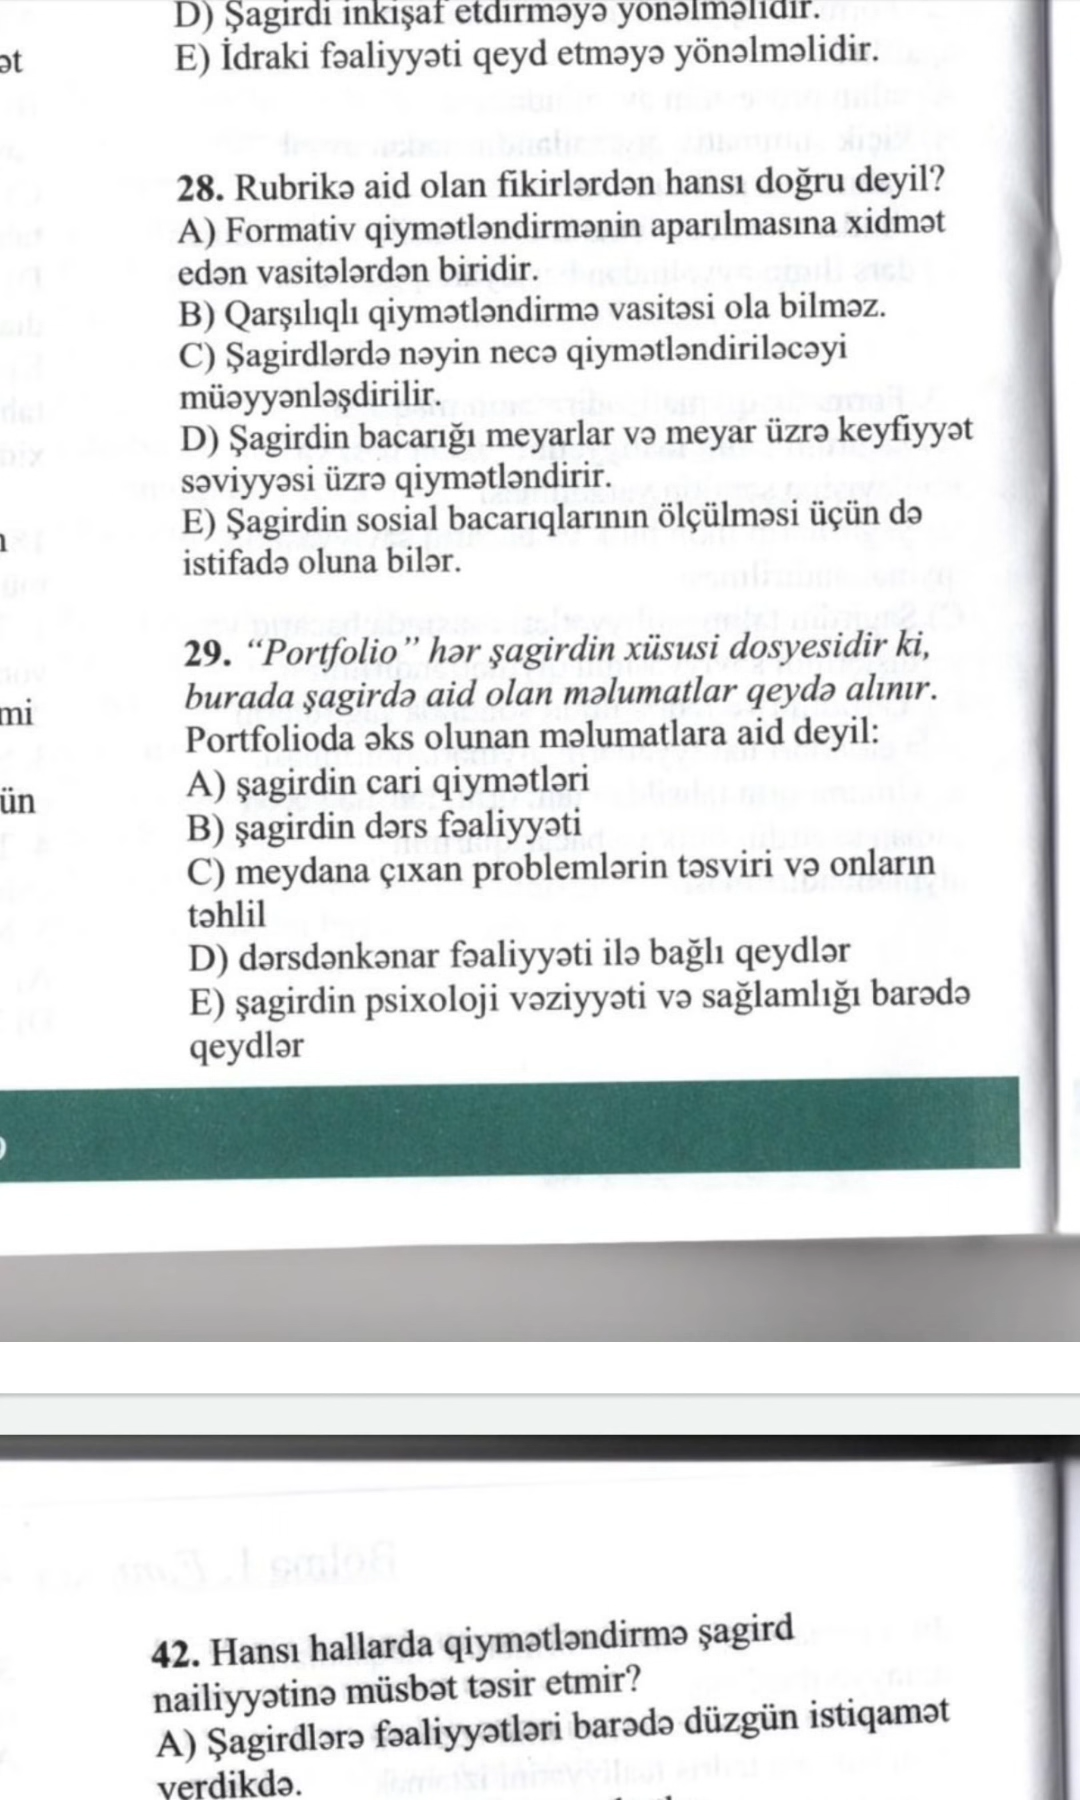 D) Şagirdi inkişaf etdirməyə yönəlməlidir.
ət
E) İdraki fəaliyyəti qeyd etməyə yönəlməlidir.
28. Rubrikə aid olan fikirlərdən hansı doğru deyil?
A) Formativ qiymətləndirmənin aparılmasına xidmət
edən vasitələrdən biridir.
B) Qarşılıqlı qiymətləndirmə vasitəsi ola bilməz.
C) Şagirdlərdə nəyin necə qiymətləndiriləcəyi
müəyyənləşdirilir.
D) Şagirdin bacarığı meyarlar və meyar üzrə keyfiyyət
səviyyəsi üzrə qiymətləndirir.
E) Şagirdin sosial bacarıqlarının ölçülməsi üçün də
istifadə oluna bilər.
29. “Portfolio” hər şagirdin xüsusi dosyesidir ki,
burada şagirdə aid olan məlumatlar qeydə alınır.
mi
Portfolioda əks olunan məlumatlara aid deyil:
A) şagirdin cari qiymətləri
ün
B) şagirdin dərs fəaliyyəti
C) meydana çıxan problemlərin təsviri və onların
təhlil
D) dərsdənkənar fəaliyyəti ilə bağlı qeydlər
E) şagirdin psixoloji vəziyyəti və sağlamlığı barədə
qeydlər
42. Hansı hallarda qiymətləndirmə şagird
nailiyyətinə müsbət təsir etmir?
A) Şagirdlərə fəaliyyətləri barədə düzgün istiqamət
verdikdə.